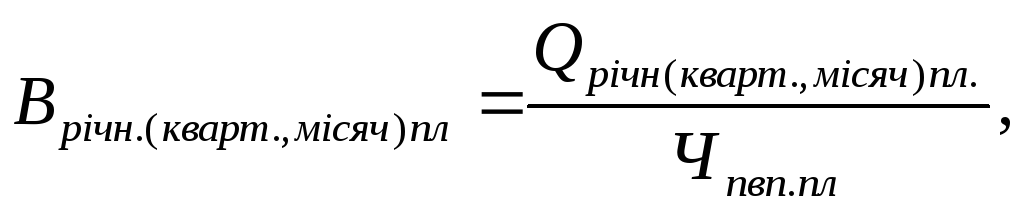 В річн.(кварт.,місяч)пл = Q річн(кварт.,місяч)пл. / Ч пвп.пл ,